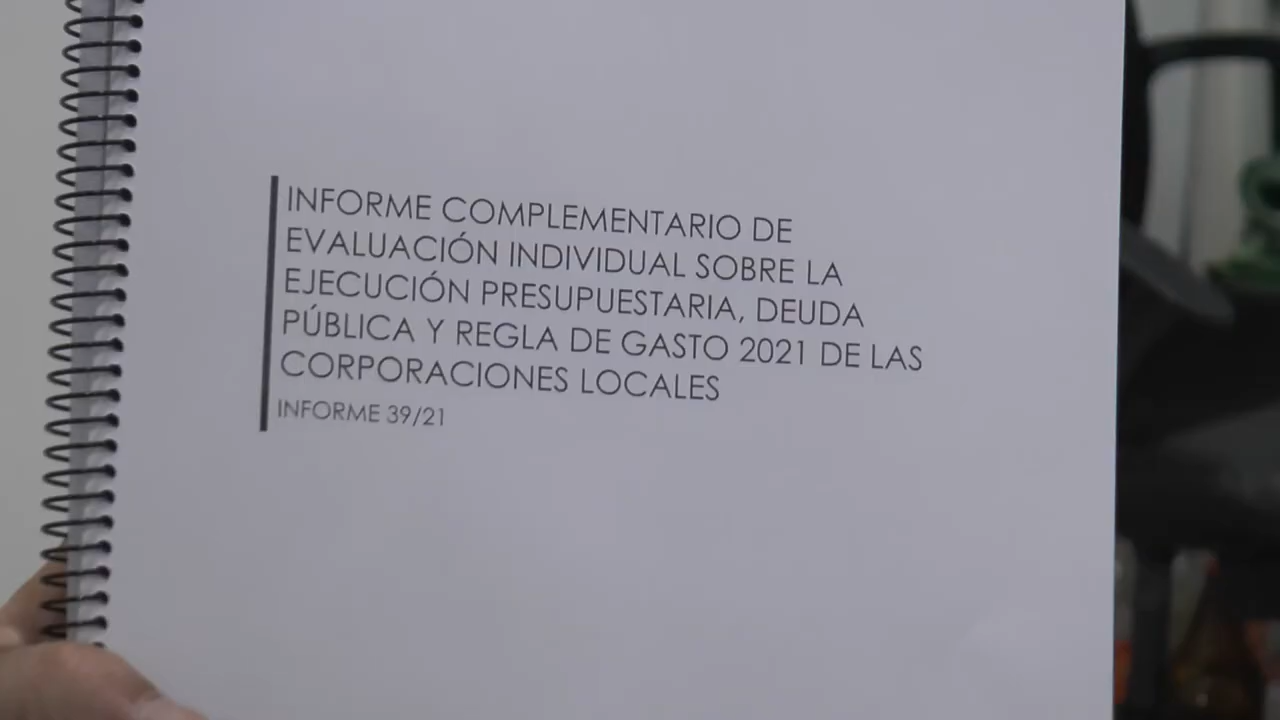 INFORME COMPLEMENTARIO DE
EVALUACIÓN INDIVIDUAL SOBRE LA
EJECUCIÓN PRESUPUESTARIA, DEUDA
PÚBLICA Y REGLA DE GASTO 2021 DE LAS
CORPORACIONES LOCALES
INFORME 39/21